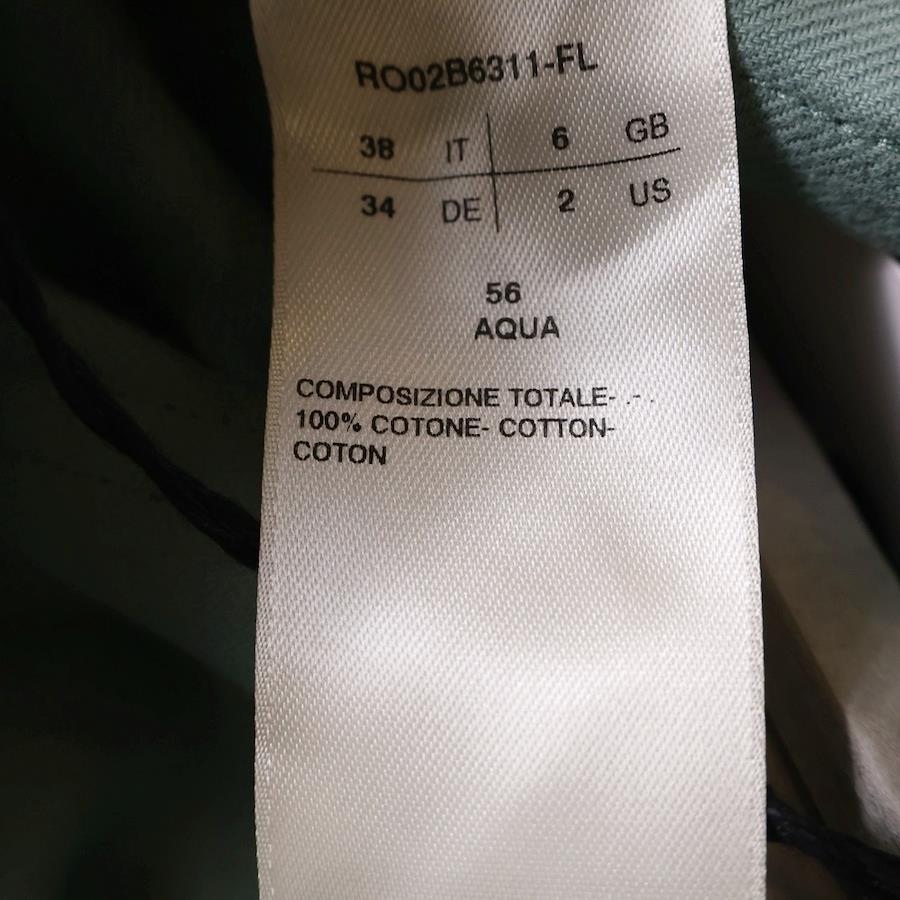 RO02B6311-FL
38 IT 6 GB
34 DE 2 US
56
AQUA
COMPOSIZIONE TOTALE- .- .
100% COTONE- COTTON-
COTON